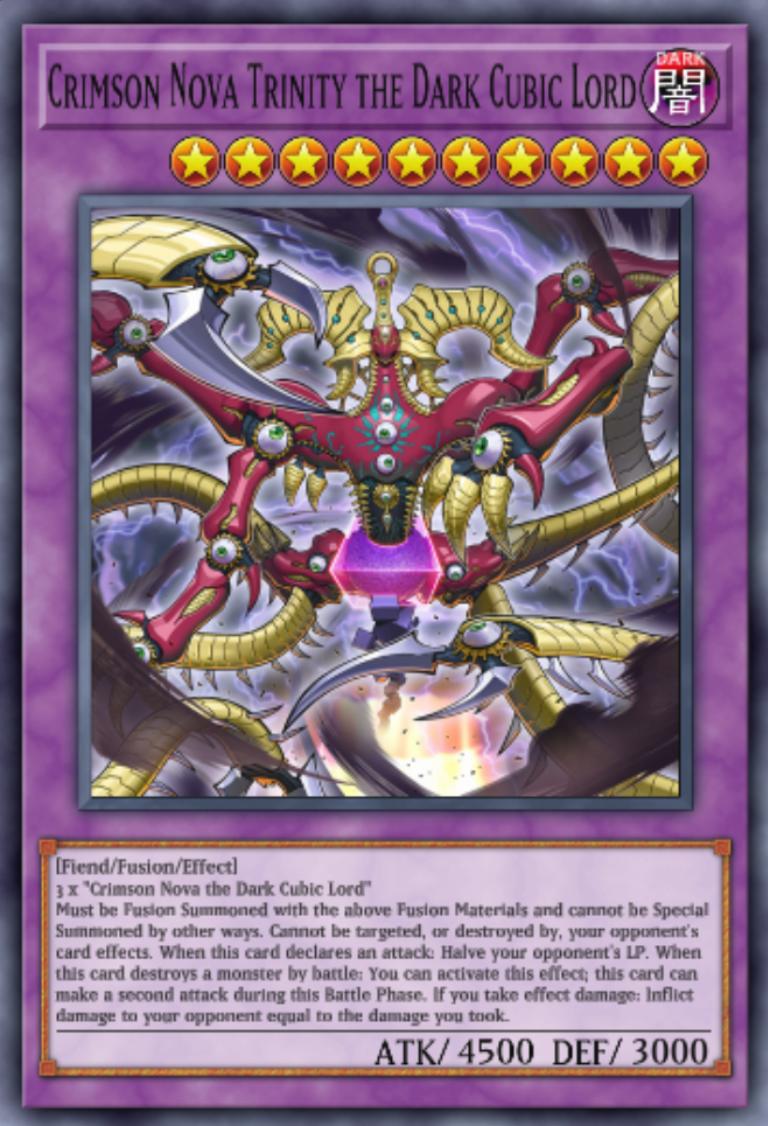 CRIMSON NOVA TRINITY THE DARK CUBIC LORD
DARK
闇
[Fiend/Fusion/Effect]
3 x "Crimson Nova the Dark Cubic Lord"
Must be Fusion Summoned with the above Fusion Materials and cannot be Special
Summoned by other ways. Cannot be targeted, or destroyed by, your opponent's
card effects. When this card declares an attack: Halve your opponent's LP. When
this card destroys a monster by battle: You can activate this effect; this card can
make a second attack during this Battle Phase. If you take effect damage: Inflict
damage to your opponent equal to the damage you took.
ATK/ 4500 DEF/ 3000